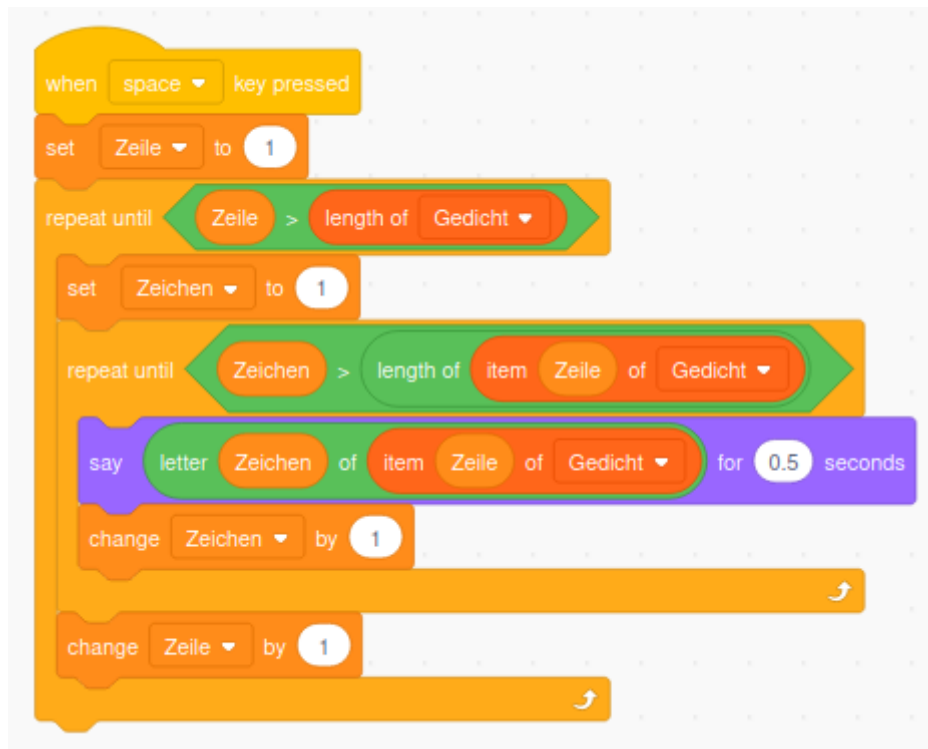 when space key pressed
set Zeile to 1
repeat until Zeile > length of Gedicht
set Zeichen to 1
repeat until Zeichen > length of item Zeile of Gedicht
say letter Zeichen of item Zeile of Gedicht for 0.5 seconds
change Zeichen by 1
change Zeile by 1